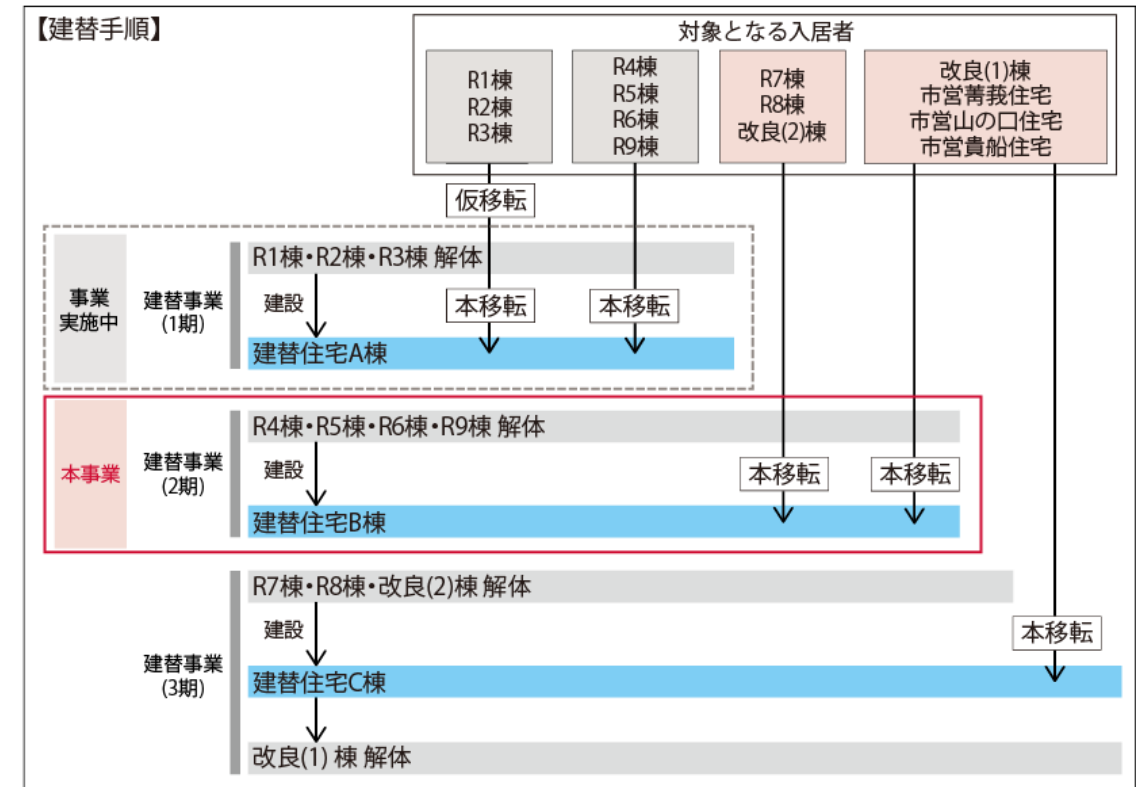 【建替手順】
対象となる入居者
R1棟
R2棟
R3棟
R4棟
R5棟
R6棟
R9棟
R7棟
R8棟
改良(2)棟
改良(1)棟
市営菁莪住宅
市営山の口住宅
市営貴船住宅
仮移転
事業
実施中
建替事業
(1期)
R1棟・R2棟・R3棟 解体
建設
本移転
本移転
建替住宅A棟
本事業
建替事業
(2期)
R4棟・R5棟・R6棟・R9棟 解体
建設
本移転
本移転
建替住宅B棟
建替事業
(3期)
R7棟・R8棟・改良(2)棟 解体
建設
本移転
建替住宅C棟
改良(1) 棟 解体